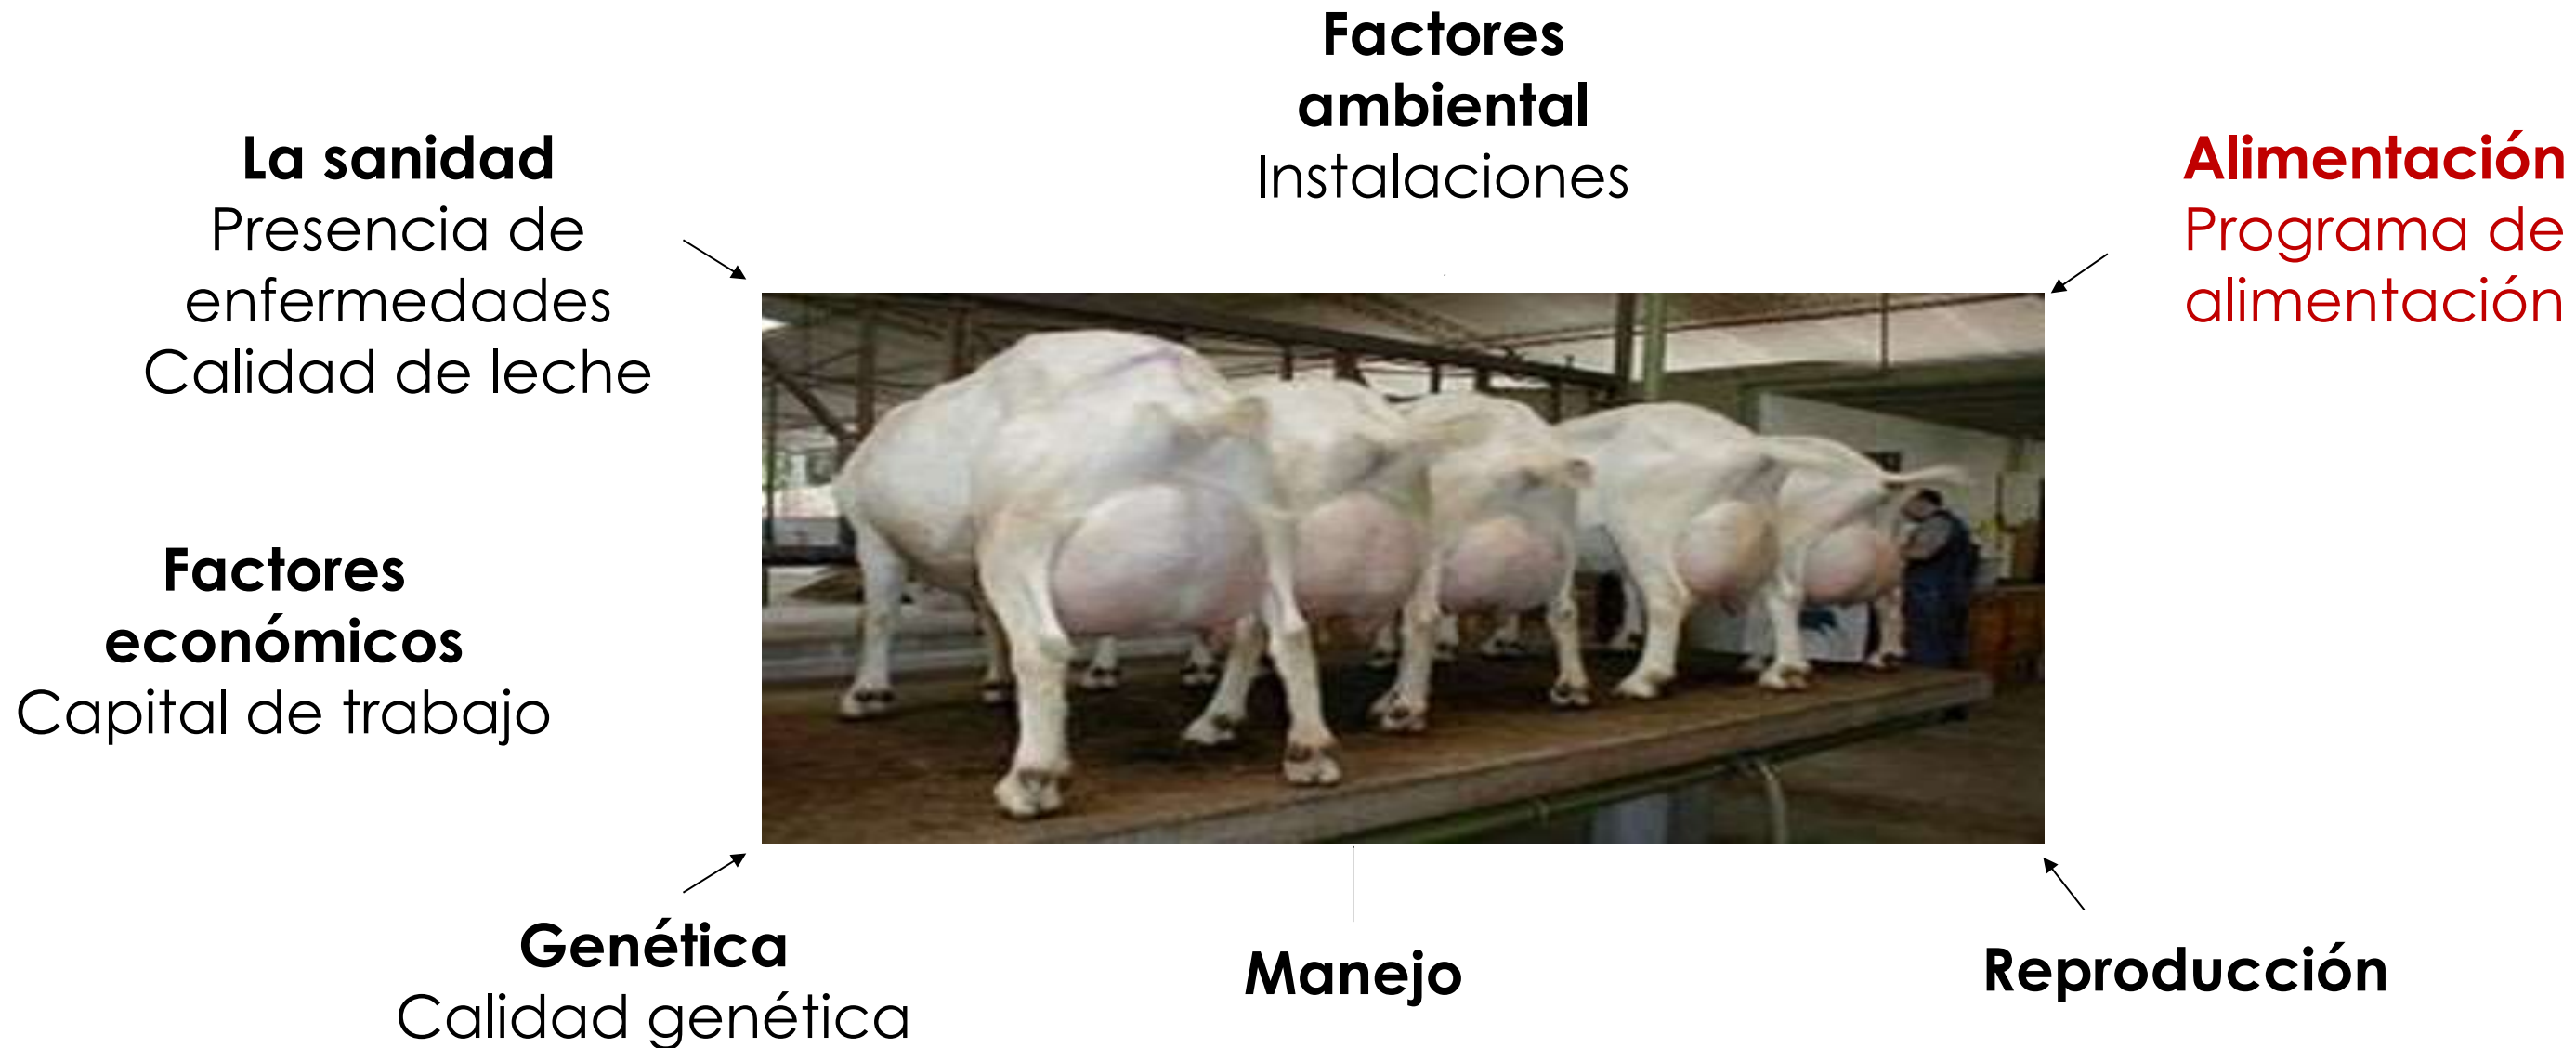 Factores
ambiental
Instalaciones
La sanidad
Presencia de
enfermedades
Calidad de leche
Alimentación
Programa de
alimentación
Factores
económicos
Capital de trabajo
Genética
Calidad genética
Manejo
Reproducción